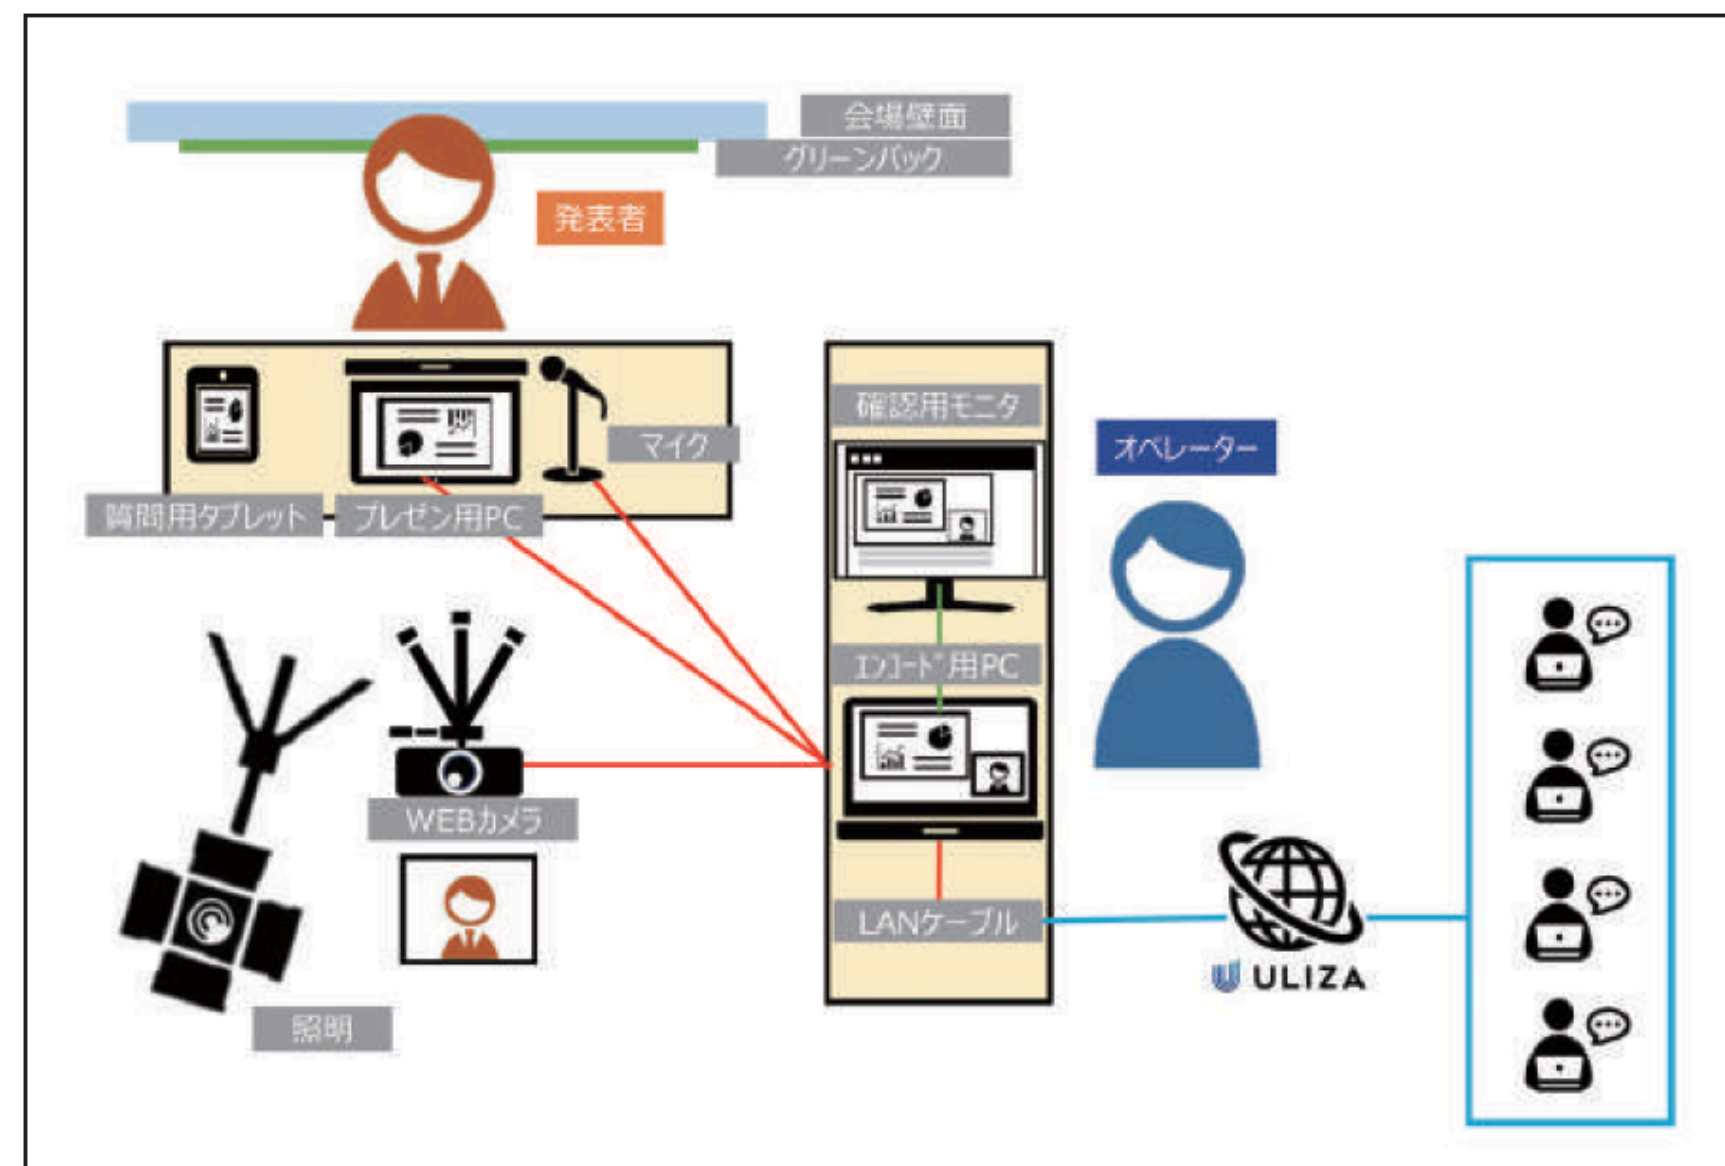 会場壁面
グリーンバック
発表者
マイク
質問用タブレット
プレゼン用PC
確認用モニタ
オペレーター
ｴﾝｺｰﾄﾞ用PC
WEBカメラ
LANケーブル
ULIZA
照明